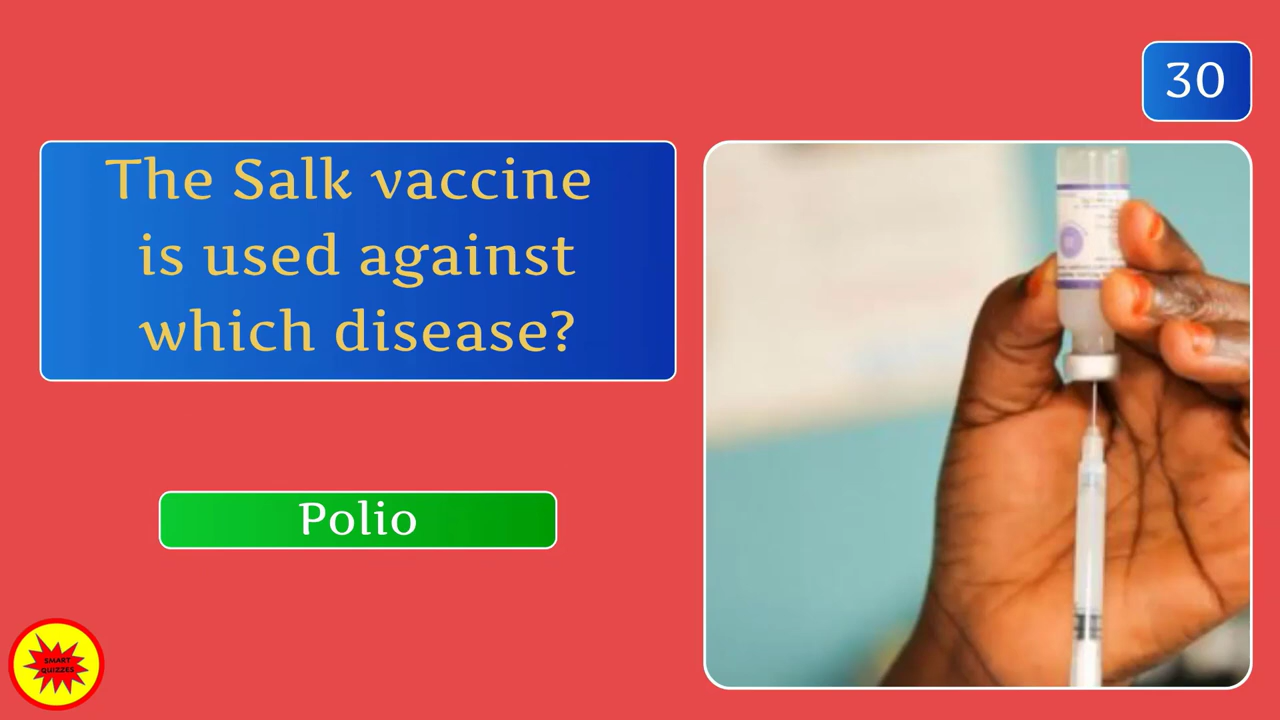 30
The Salk vaccine
is used against
which disease?
Polio
SMART
QUIZZES